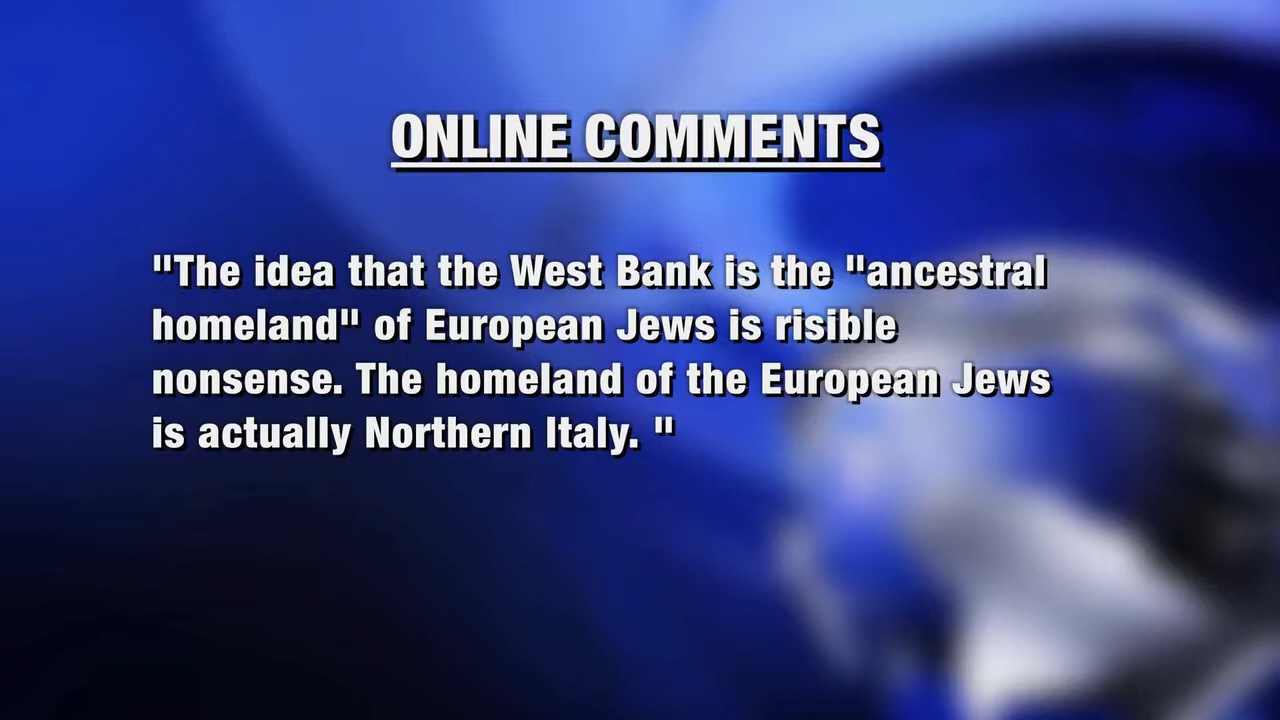 ONLINE COMMENTS
"The idea that the West Bank is the "ancestral
homeland" of European Jews is risible
nonsense. The homeland of the European Jews
is actually Northern Italy. "